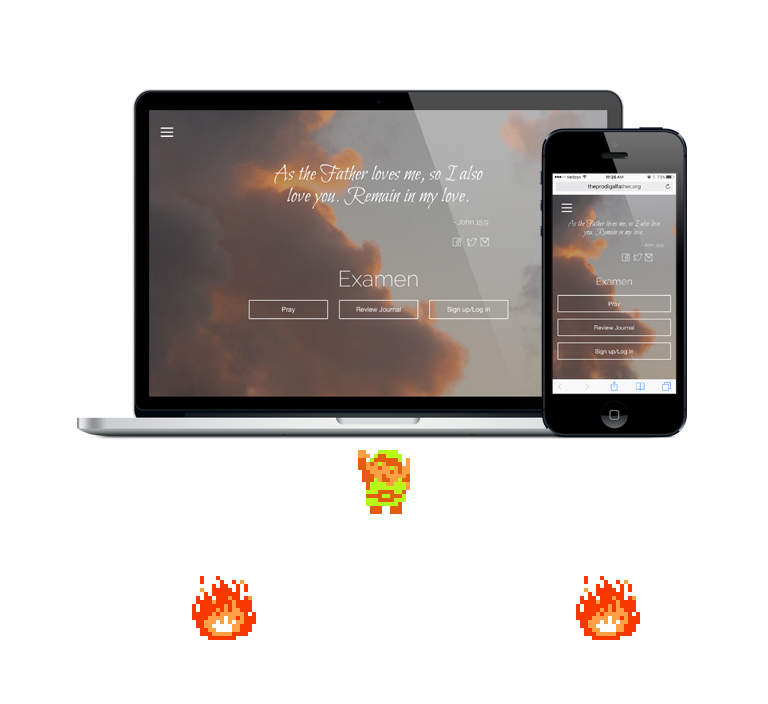 As the Father loves me, so I also
love you. Remain in my love.
- John 15:9
Examen
Pray
Review Journal
Sign up/Log in
Verizon
11:26 AM
73%
theprodigalfather.org
As the Father loves me, so I also love
you. Remain in my love.
- John 15:9
Examen
Pray
Review Journal
Sign up/Log in